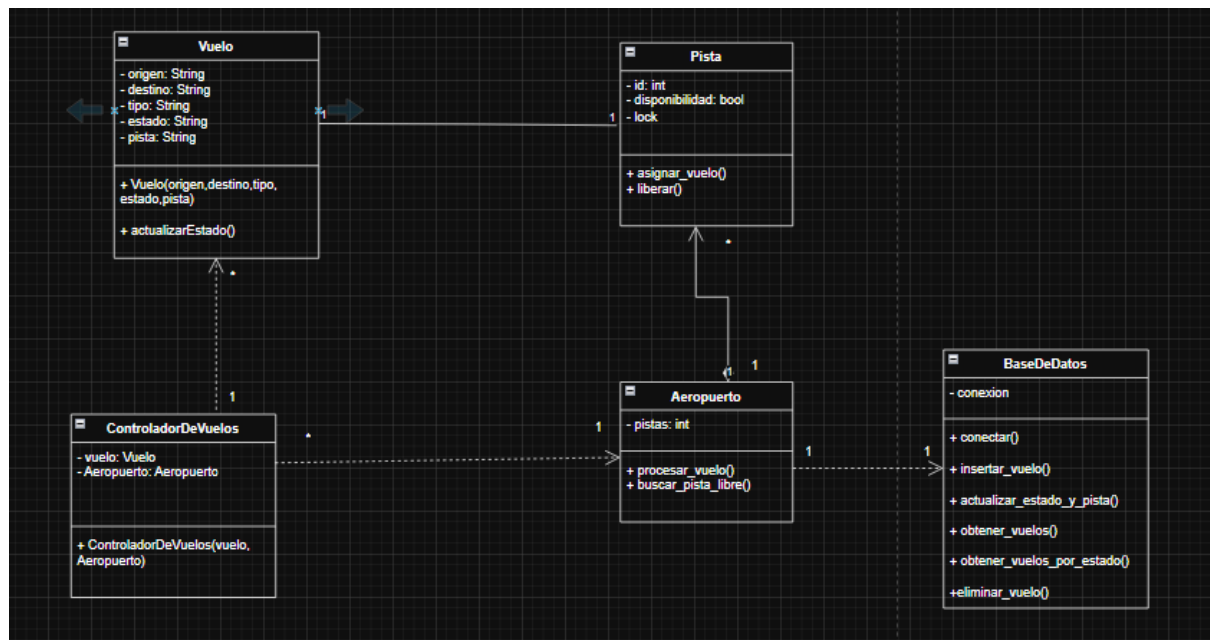 Vuelo
- origen: String
- destino: String
- tipo: String
- estado: String
- pista: String
+ Vuelo(origen,destino,tipo,
estado,pista)
+ actualizarEstado()
1
1
Pista
- id: int
- disponibilidad: bool
- lock
+ asignar_vuelo()
+ liberar()
*
*
1
1
1
ControladorDeVuelos
- vuelo: Vuelo
- Aeropuerto: Aeropuerto
+ ControladorDeVuelos(vuelo,
Aeropuerto)
*
1
Aeropuerto
- pistas: int
+ procesar_vuelo()
+ buscar_pista_libre()
1
1
BaseDeDatos
- conexion
+ conectar()
+ insertar_vuelo()
+ actualizar_estado_y_pista()
+ obtener_vuelos()
+ obtener_vuelos_por_estado()
+eliminar_vuelo()